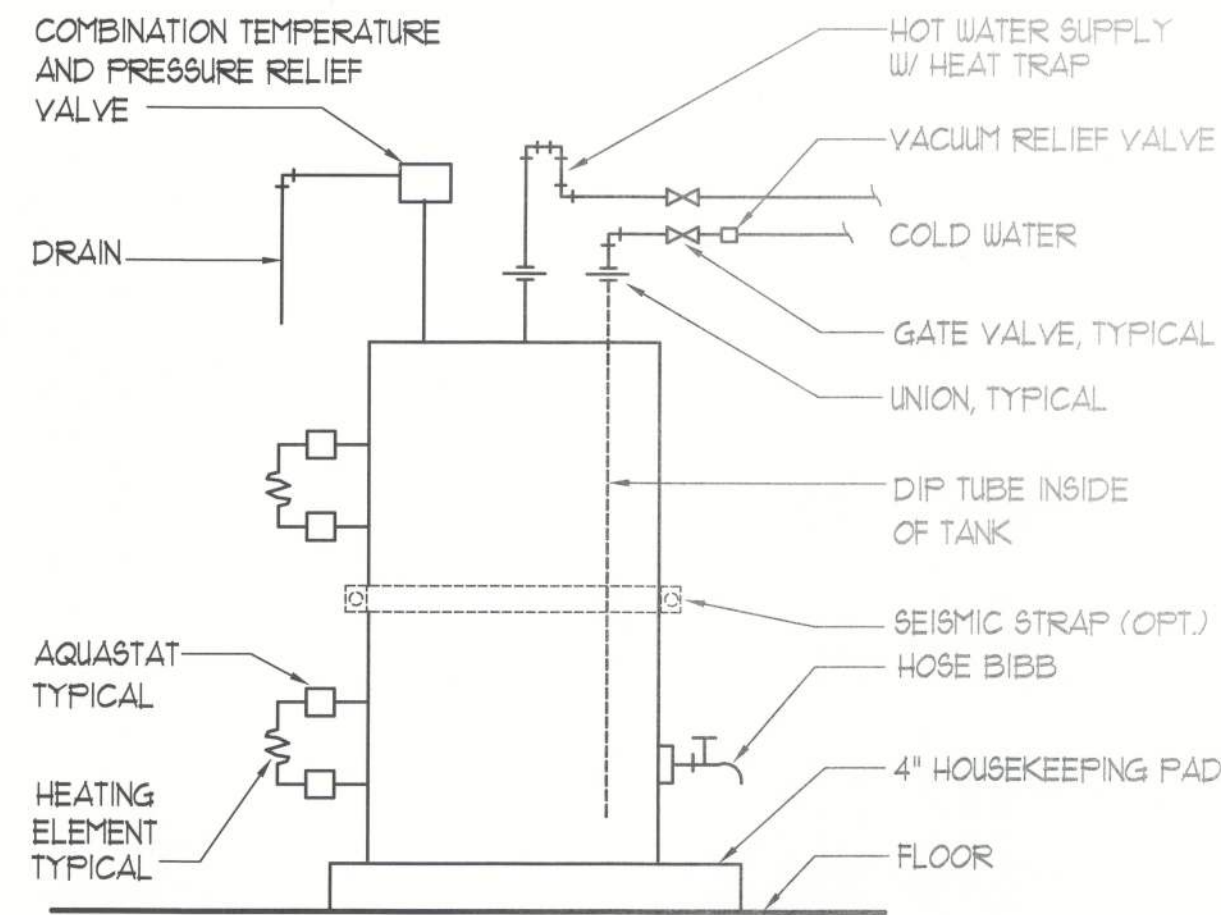 COMBINATION TEMPERATURE
AND PRESSURE RELIEF
VALVE
DRAIN
AQUASTAT
TYPICAL
HEATING
ELEMENT
TYPICAL
HOT WATER SUPPLY
W/ HEAT TRAP
VACUUM RELIEF VALVE
COLD WATER
GATE VALVE, TYPICAL
UNION, TYPICAL
DIP TUBE INSIDE
OF TANK
SEISMIC STRAP (OPT.)
HOSE BIBB
4" HOUSEKEEPING PAD
FLOOR